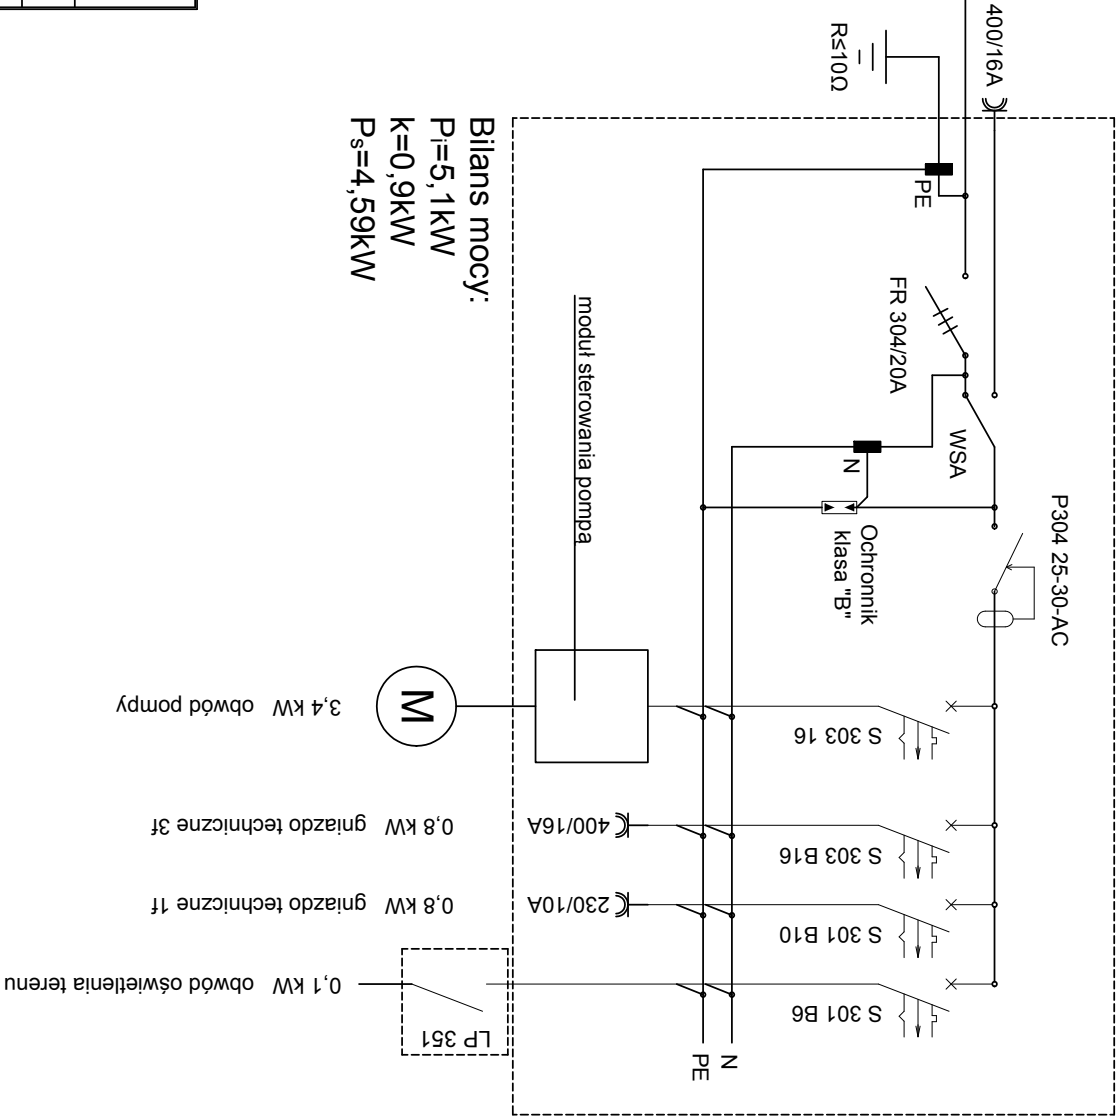 400/16A
R≤10Ω
PE
FR 304/20A
WSA
N
Ochronnik
klasa "B"
P304 25-30-AC
Bilans mocy:
Pi=5,1kW
k=0,9kW
Ps=4,59kW
moduł sterowania pompą
S 303 16
M
3,4 kW obwód pompy
S 303 B16
400/16A
0,8 kW gniazdo techniczne 3f
S 301 B10
230/10A
0,8 kW gniazdo techniczne 1f
S 301 B6
LP 351
0,1 kW obwód oświetlenia terenu
N
PE